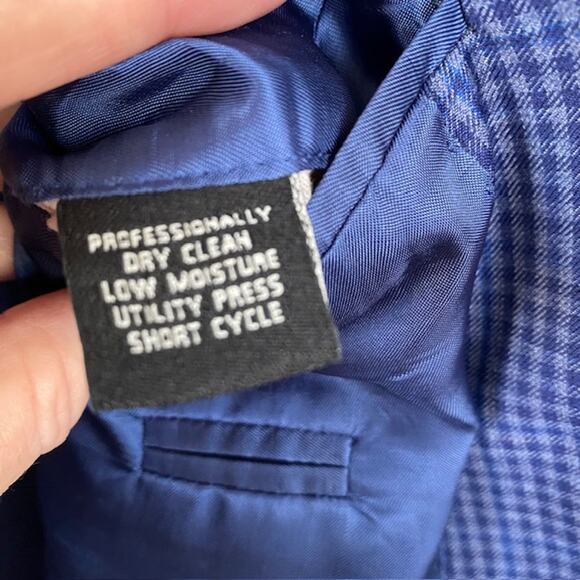 PROFESSIONALLY
DRY CLEAN
LOW MOISTURE
UTILITY PRESS
SHORT CYCLE